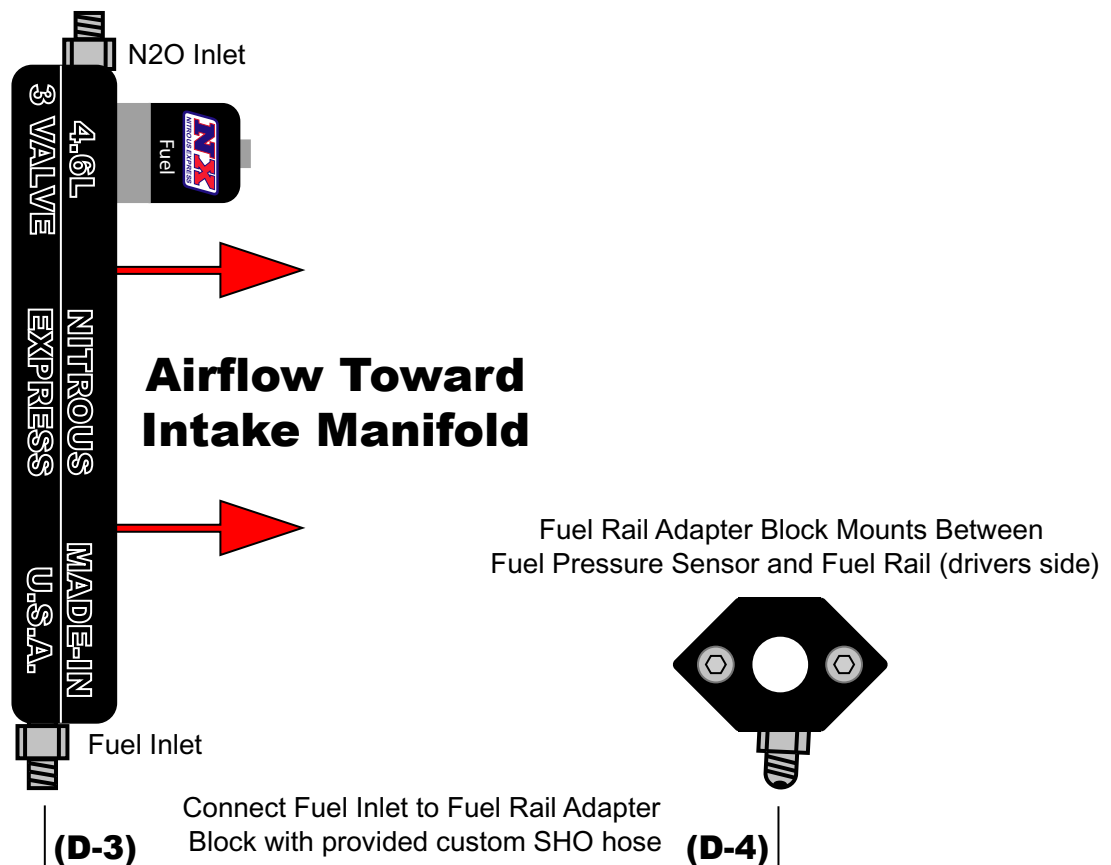 N2O Inlet
4.6L
3 VALVE
NX
NITROUS EXPRESS
Fuel
NITROUS
EXPRESS
Airflow Toward
Intake Manifold
MADE-IN
U.S.A.
Fuel Rail Adapter Block Mounts Between
Fuel Pressure Sensor and Fuel Rail (drivers side)
Fuel Inlet
Connect Fuel Inlet to Fuel Rail Adapter
Block with provided custom SHO hose
(D-3)
(D-4)